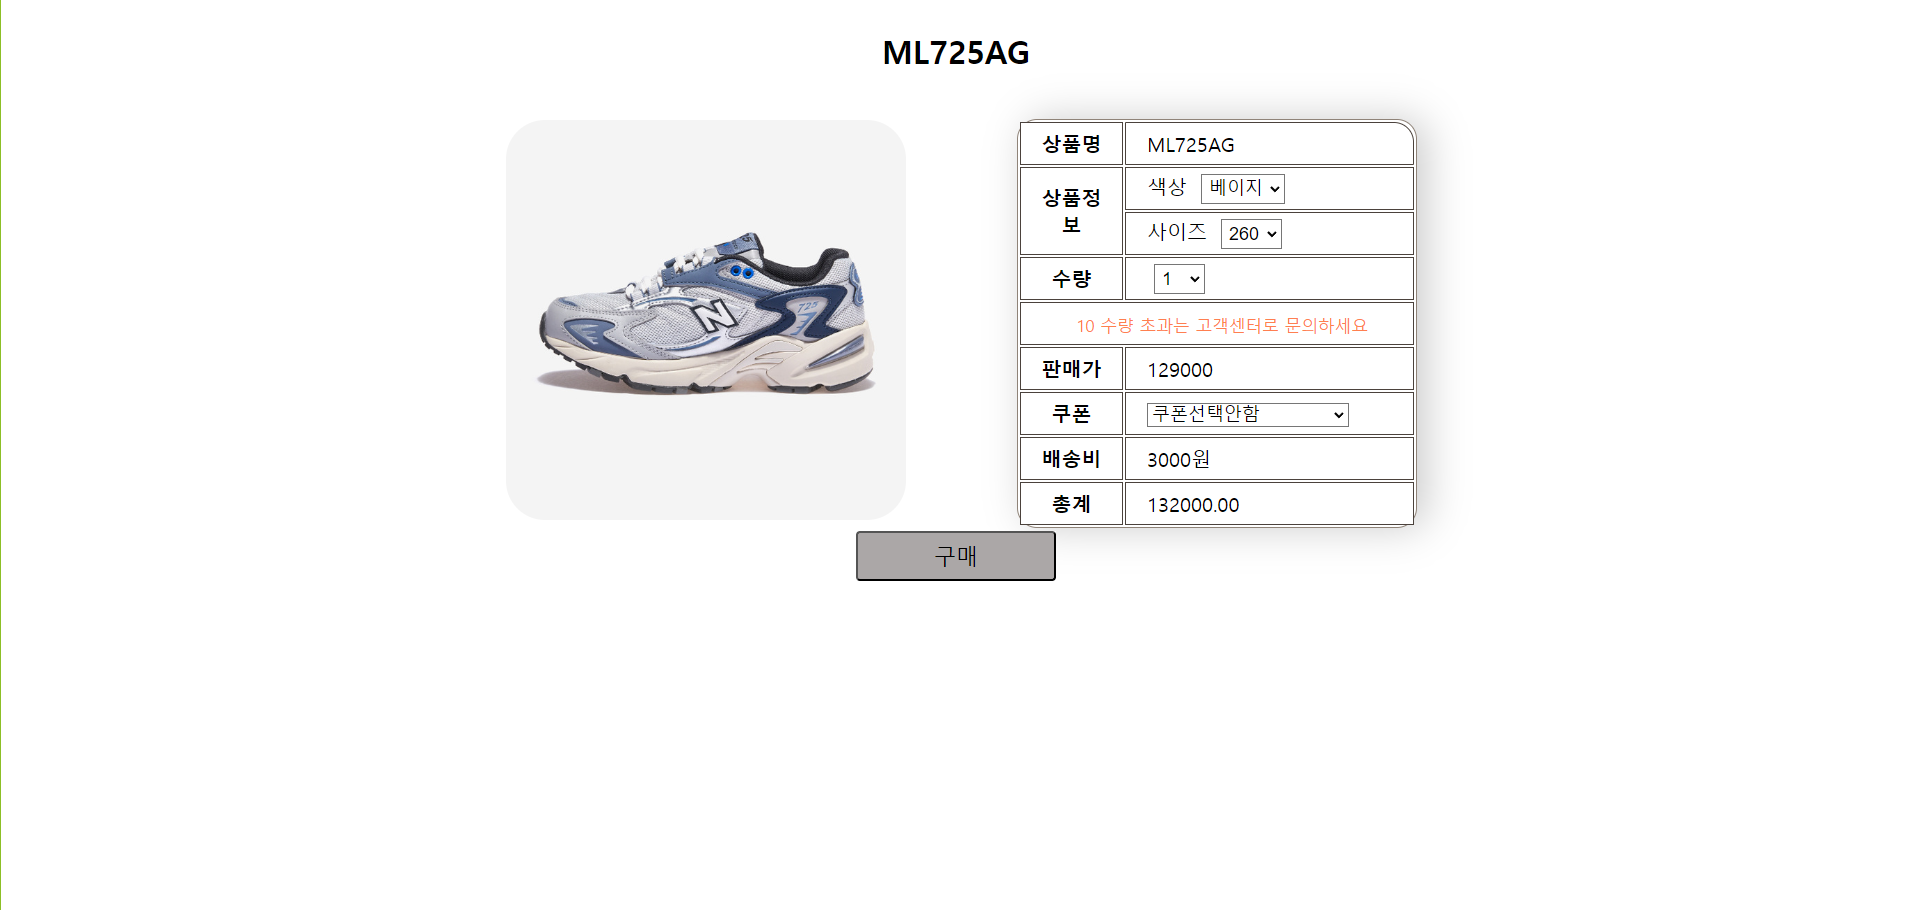 ML725AG
725
N
상품명 ML725AG
상품정보 색상 베이지
사이즈 260
수량 1
10 수량 초과는 고객센터로 문의하세요
판매가 129000
쿠폰 쿠폰선택안함
배송비 3000원
총계 132000.00
구매